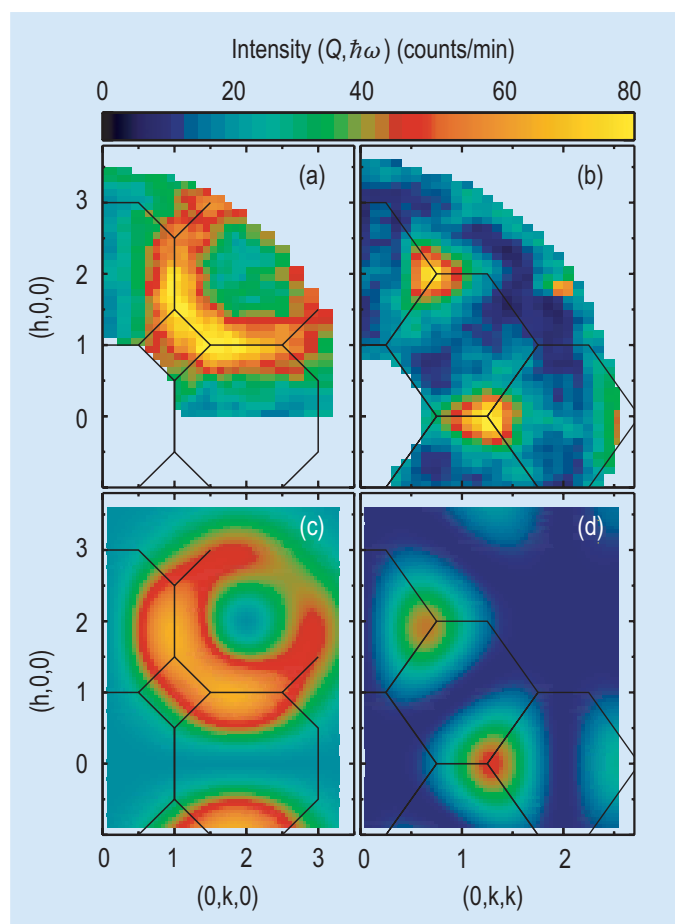 Intensity (Q,ħω) (counts/min)
0 20 40 60 80
(a) (b)
3
2
1
0
(h,0,0)
(c) (d)
3
2
1
0
(h,0,0)
0 1 2 3 0 1 2
(0,k,0) (0,k,k)